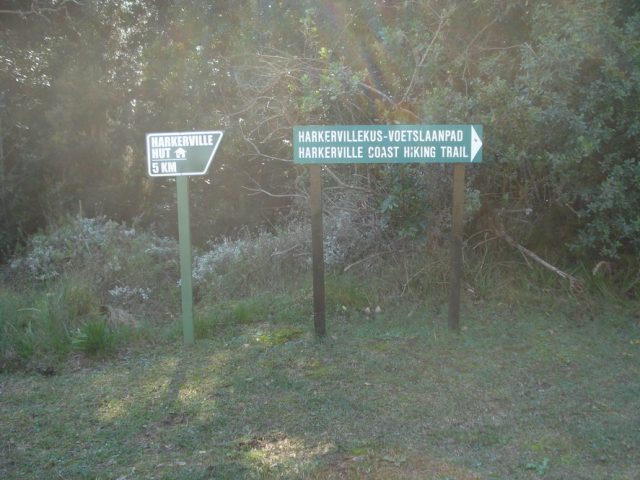 HARKERVILLE
HUT
5 KM
HARKERVILLEKUS-VOETSLAANPAD
HARKERVILLE COAST HIKING TRAIL